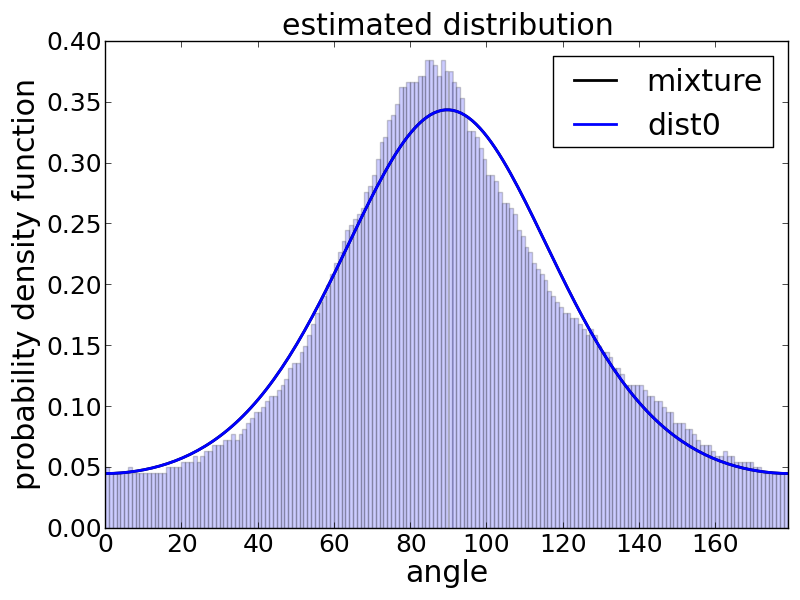 estimated distribution
mixture
dist0
probability density function
0.40
0.35
0.30
0.25
0.20
0.15
0.10
0.05
0.00
0 20 40 60 80 100 120 140 160
angle